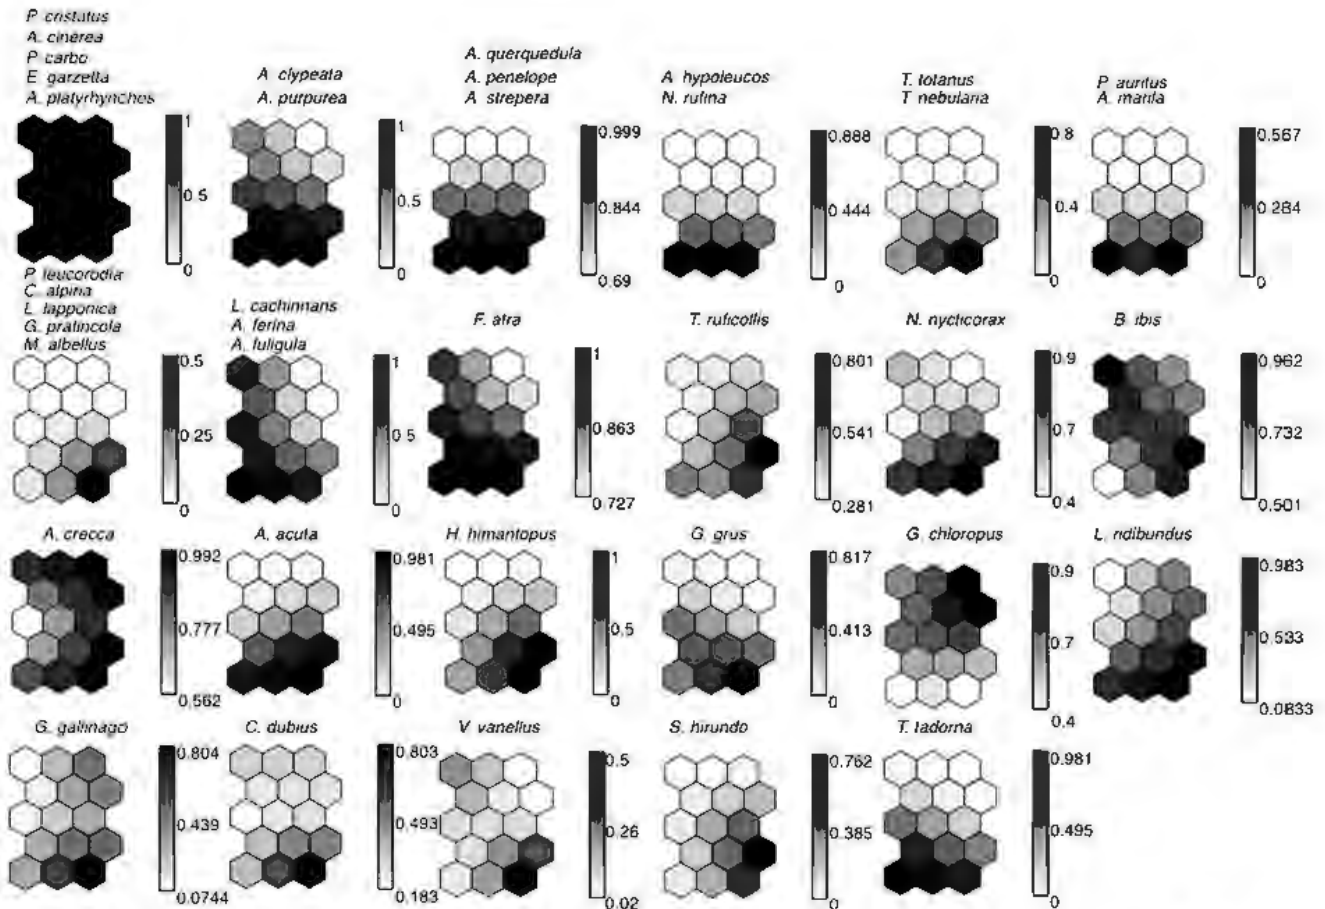 P. cristatus
A. cinerea
P. carbo
E. garzetta
A. platyrhynchos
1
0.5
0
A. clypeata
A. purpurea
1
0.5
0
A. querquedula
A. penelope
A. strepera
0.999
0.844
0.69
A. hypoleucos
N. rufina
0.888
0.444
0
T. totanus
T. nebularia
0.8
0.4
0
P. auritus
A. marila
0.567
0.284
0
P. leucorodia
C. alpina
L. lapponica
G. pratincola
M. albellus
0.5
0.25
0
L. cachinnans
A. ferina
A. fuligula
1
0.5
0
F. atra
1
0.863
0.727
T. ruficollis
0.801
0.541
0.281
N. nycticorax
0.9
0.7
0.4
B. ibis
0.962
0.732
0.501
A. crecca
0.992
0.777
0.562
A. acuta
0.981
0.495
0
H. himantopus
1
0.5
0
G. grus
0.817
0.413
0
G. chloropus
0.9
0.7
0.4
L. ridibundus
0.983
0.533
0.0833
G. gallinago
0.804
0.439
0.0744
C. dubius
0.803
0.493
0.183
V. vanellus
0.5
0.26
0.02
S. hirundo
0.762
0.385
0
T. tadorna
0.981
0.495
0